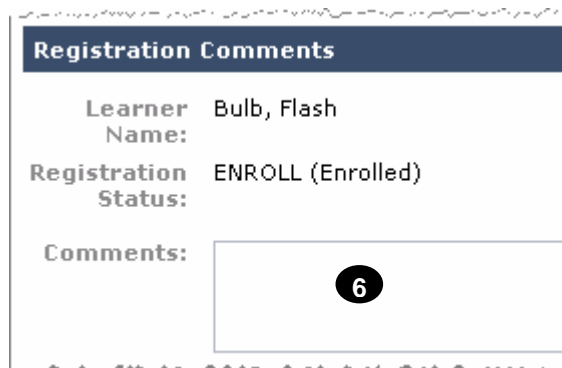 Registration Comments
Learner Bulb, Flash
Name:
Registration ENROLL (Enrolled)
Status:
Comments:
6